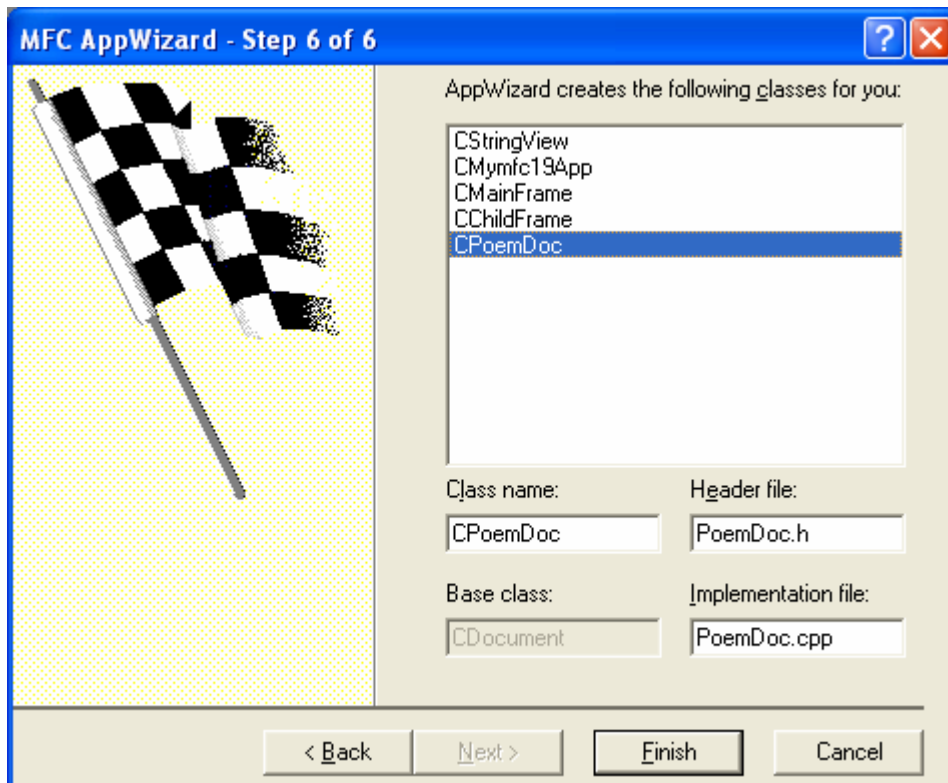 MFC AppWizard - Step 6 of 6
AppWizard creates the following classes for you:
CStringView
CMymfc19App
CMainFrame
CChildFrame
CPoemDoc
Class name: Header file:
CPoemDoc PoemDoc.h
Base class: Implementation file:
CDocument PoemDoc.cpp
< Back Next > Finish Cancel